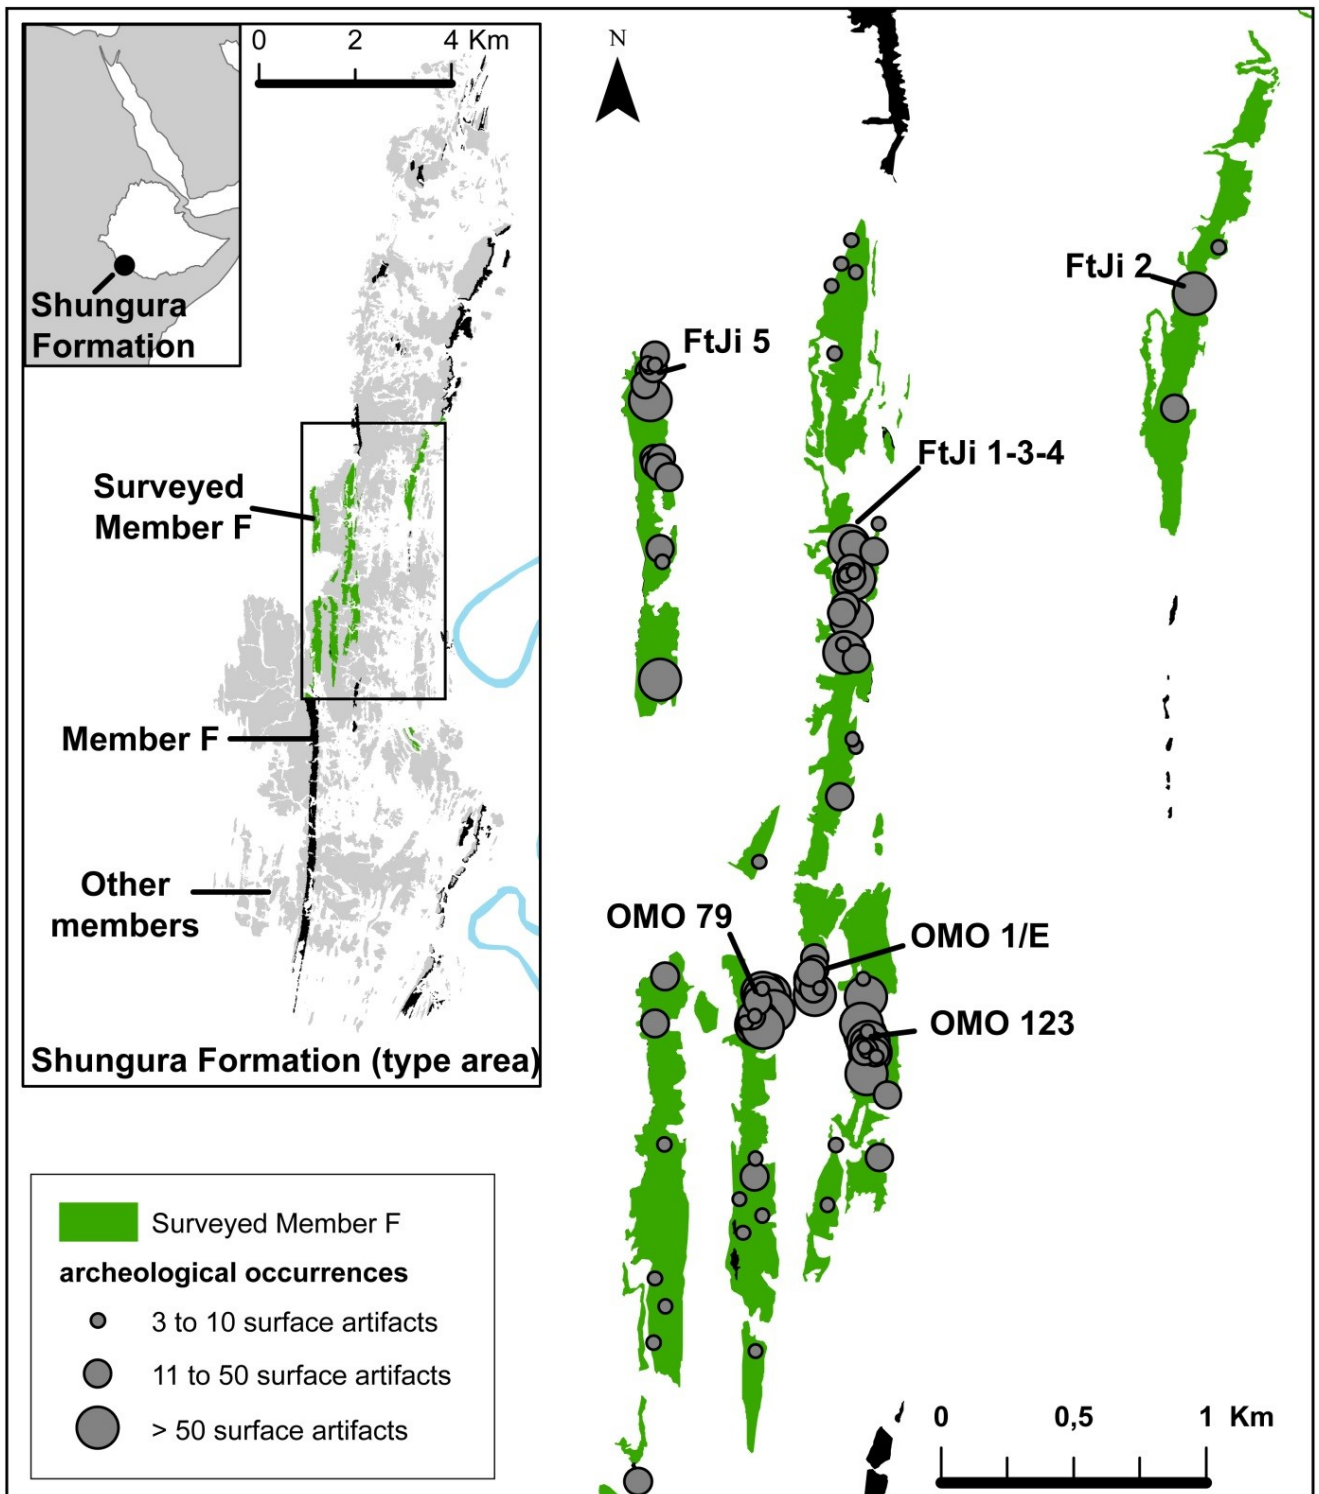 0 2 4 Km
Shungura
Formation
Surveyed
Member F
Member F
Other
members
Shungura Formation (type area)
N
FtJi 2
FtJi 5
FtJi 1-3-4
OMO 79
OMO 1/E
OMO 123
Surveyed Member F
archeological occurrences
3 to 10 surface artifacts
11 to 50 surface artifacts
> 50 surface artifacts
0 0,5 1 Km